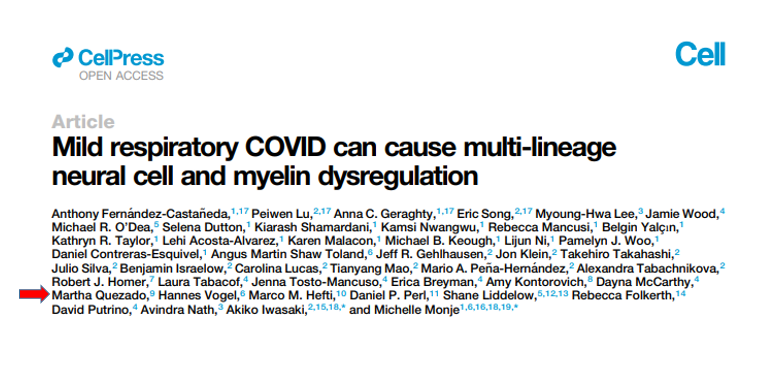 CellPress
OPEN ACCESS
Cell
Article
Mild respiratory COVID can cause multi-lineage
neural cell and myelin dysregulation
Anthony Fernández-Castañeda,1,17 Peiwen Lu,2,17 Anna C. Geraghty,1,17 Eric Song,2,17 Myoung-Hwa Lee,3 Jamie Wood,4
Michael R. O'Dea,5 Selena Dutton,1 Kiarash Shamardani,1 Kamsi Nwangwu,1 Rebecca Mancusi,1 Belgin Yalçın,1
Kathryn R. Taylor,1 Lehi Acosta-Alvarez,1 Karen Malacon,1 Michael B. Keough,1 Lijun Ni,1 Pamelyn J. Woo,1
Daniel Contreras-Esquivel,1 Angus Martin Shaw Toland,6 Jeff R. Gehlhausen,2 Jon Klein,2 Takehiro Takahashi,2
Julio Silva,2 Benjamin Israelow,2 Carolina Lucas,2 Tianyang Mao,2 Mario A. Peña-Hernández,2 Alexandra Tabachnikova,2
Robert J. Homer,7 Laura Tabacof,4 Jenna Tosto-Mancuso,4 Erica Breyman,4 Amy Kontorovich,8 Dayna McCarthy,4
Martha Quezado,9 Hannes Vogel,6 Marco M. Hefti,10 Daniel P. Perl,11 Shane Liddelow,5,12,13 Rebecca Folkerth,14
David Putrino,4 Avindra Nath,3 Akiko Iwasaki,2,15,18,* and Michelle Monje1,6,16,18,19,*